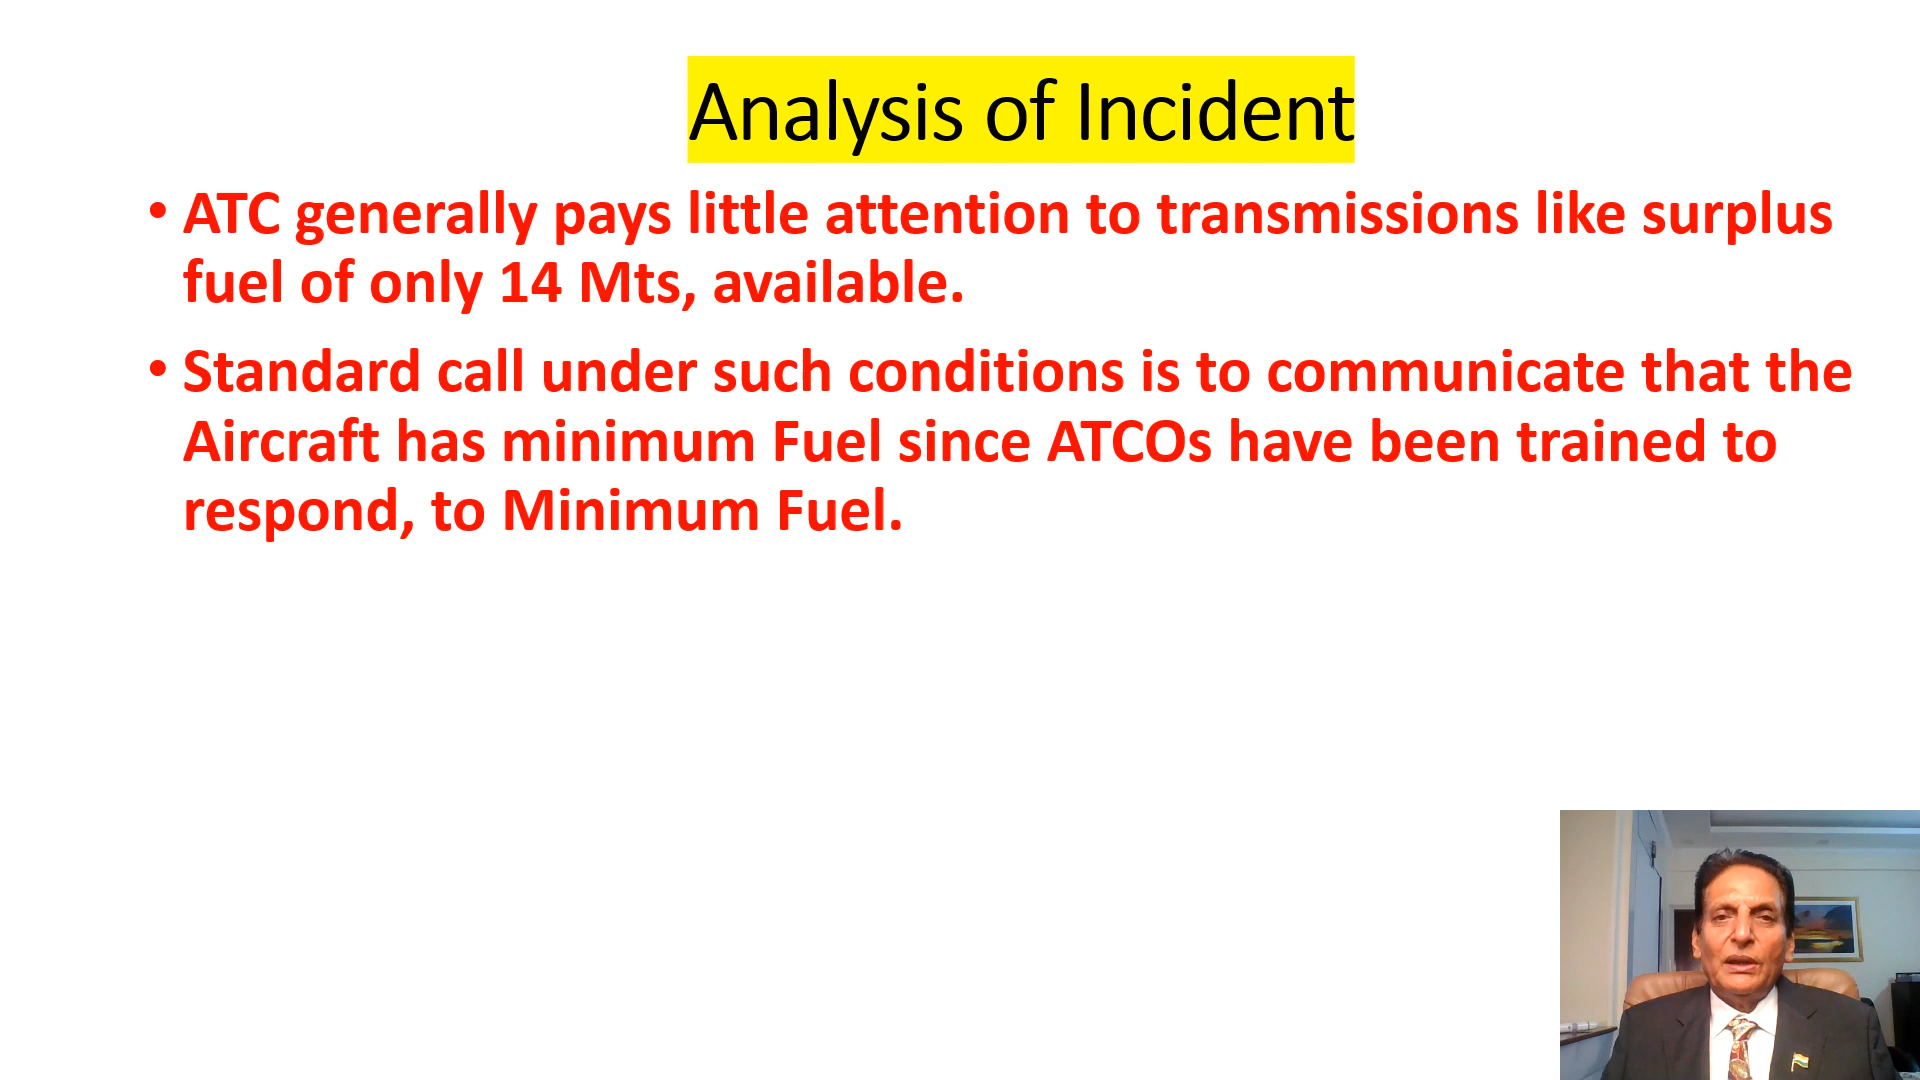 Analysis of Incident
• ATC generally pays little attention to transmissions like surplus
fuel of only 14 Mts, available.
• Standard call under such conditions is to communicate that the
Aircraft has minimum Fuel since ATCOs have been trained to
respond, to Minimum Fuel.